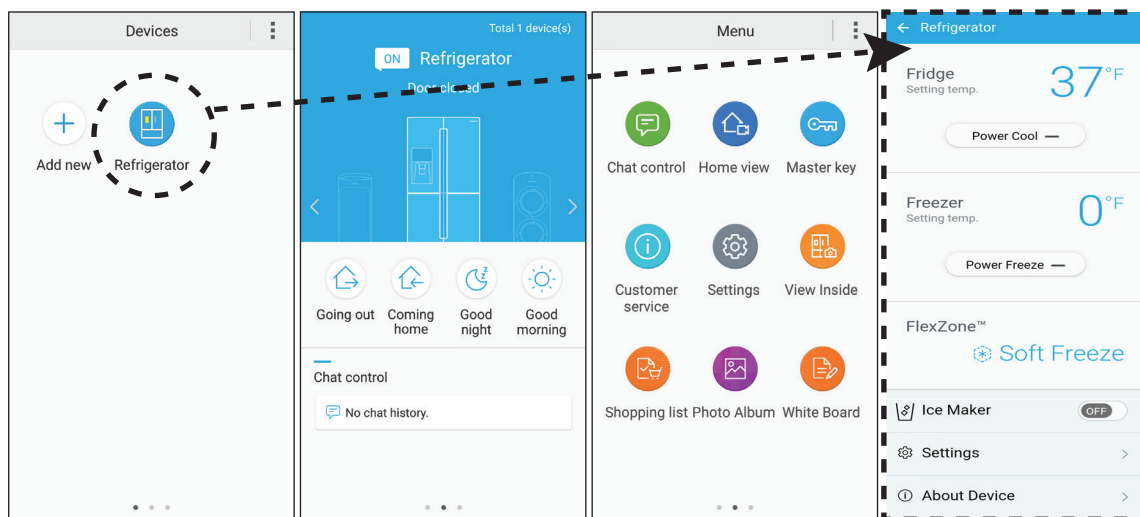 Devices
Add new
Refrigerator
Total 1 device(s)
ON Refrigerator
Door closed
Going out
Coming
home
Good
night
Good
morning
Chat control
No chat history.
Menu
Chat control
Home view
Master key
Customer
service
Settings
View Inside
Shopping list
Photo Album
White Board
Refrigerator
Fridge
Setting temp.
37°F
Power Cool
Freezer
Setting temp.
0°F
Power Freeze
FlexZone™
Soft Freeze
Ice Maker
OFF
Settings
About Device